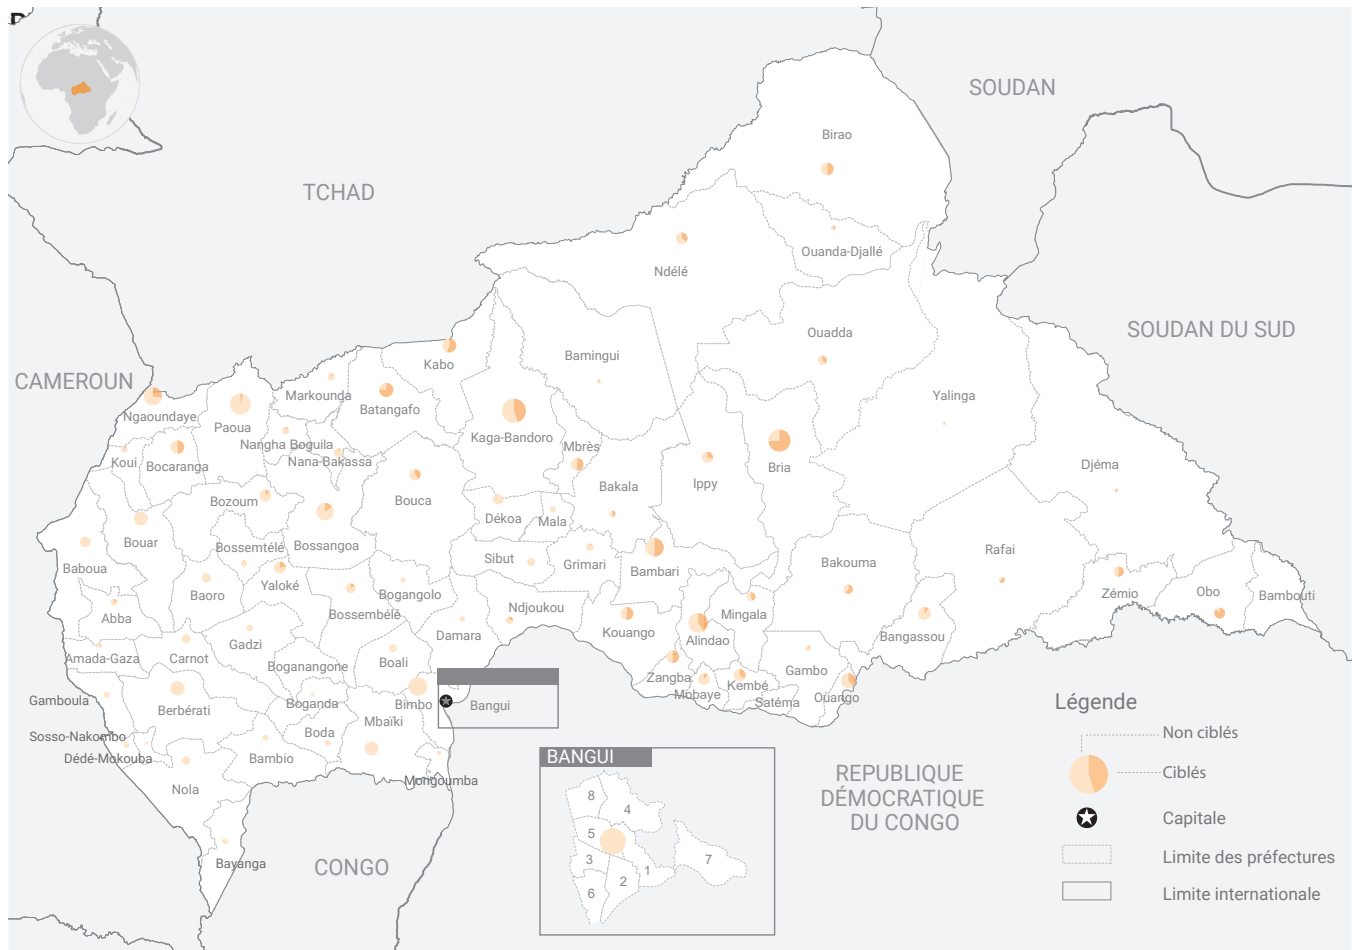 SOUDAN
Birao
TCHAD
Ouanda-Djallé
Ndélé
SOUDAN DU SUD
Ouadda
Kabo
Bamingui
CAMEROUN
Markounda
Yalinga
Batangafo
Ngaoundaye
Paoua
Kaga-Bandoro
Nangha Boguila
Mbrès
Koui
Bocaranga
Nana-Bakassa
Bria
Djéma
Bakala
Ippy
Bozoum
Bouca
Dékoa
Mala
Bouar
Bossemtélé
Bossangoa
Rafai
Sibut
Grimari
Baboua
Bambari
Bakouma
Yaloké
Baoro
Bogangolo
Zémio
Obo
Bambouti
Ndjoukou
Bossembélé
Mingala
Abba
Kouango
Damara
Alindao
Bangassou
Gadzi
Amada-Gaza
Carnot
Boali
Boganangone
Gambo
Zangba
Kembé
Mobaye
Ouango
Satéma
Gamboula
Boganda
Bimbo
Bangui
Berbérati
Légende
Mbaïki
Boda
Non ciblés
Sosso-Nakombo
Dédé-Mokouba
Bambio
BANGUI
Ciblés
Mongoumba
REPUBLIQUE
DÉMOCRATIQUE
DU CONGO
Nola
8
4
Capitale
5
3
1
7
Limite des préfectures
Bayanga
CONGO
2
6
Limite internationale